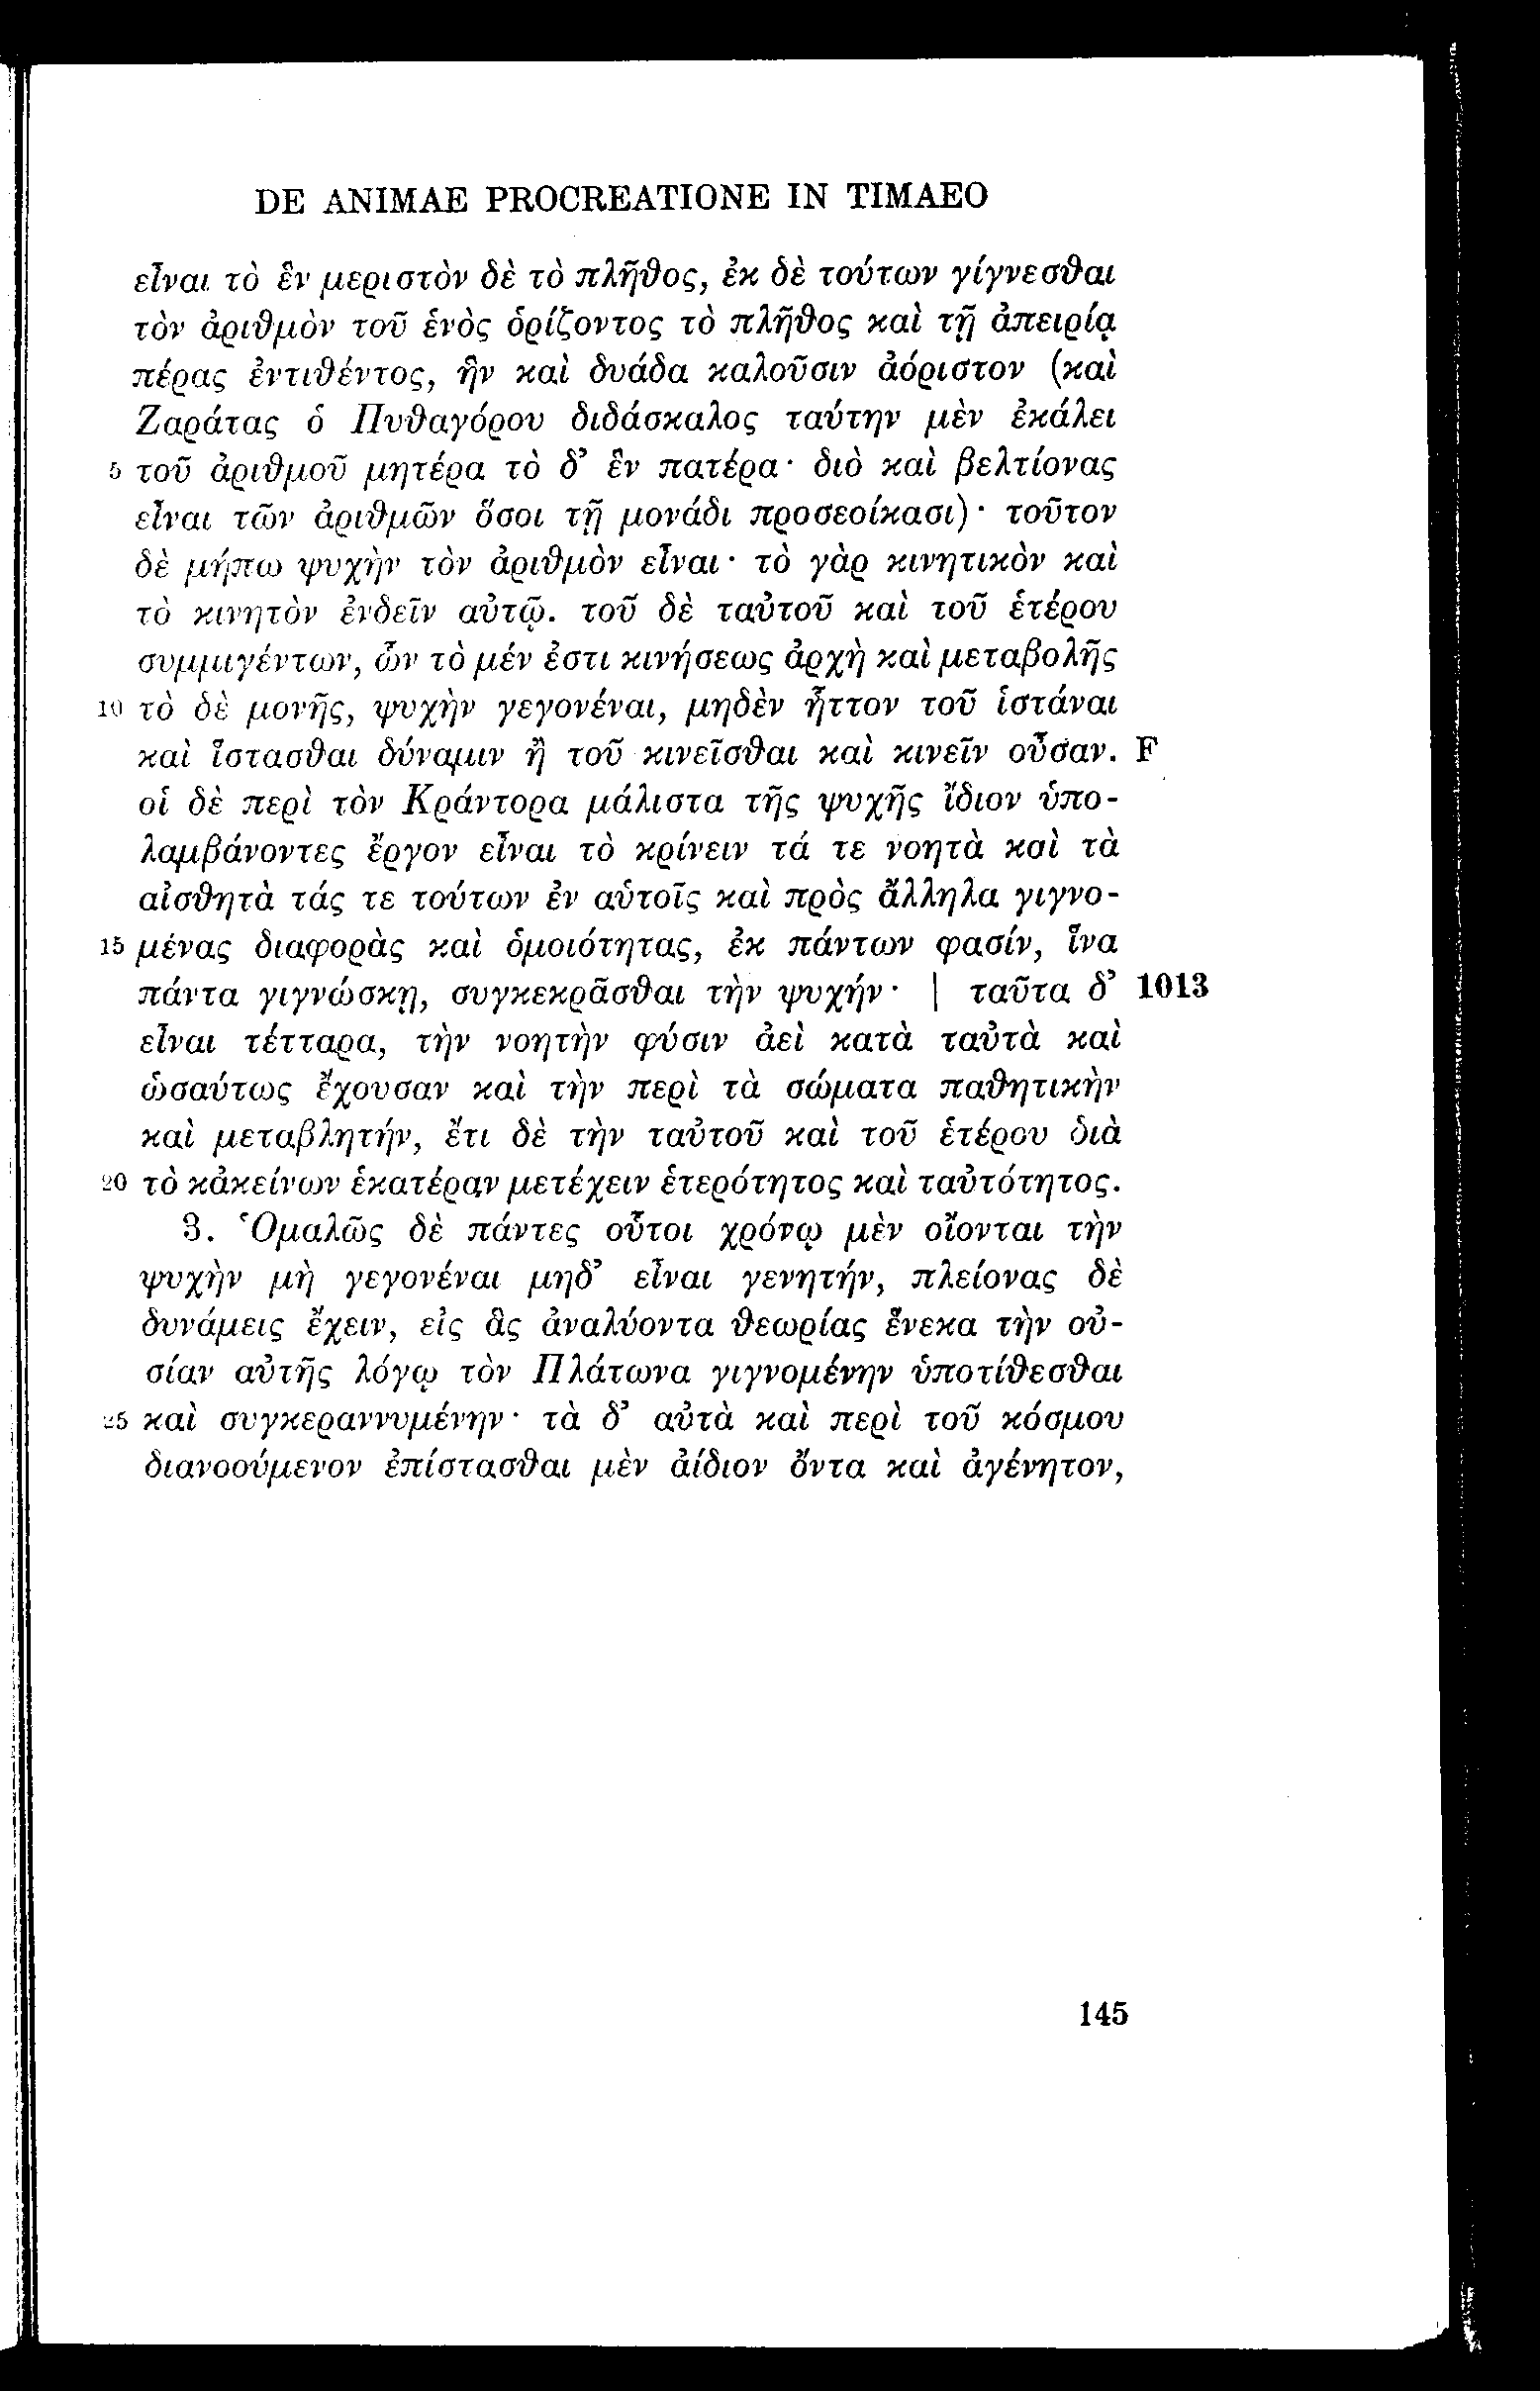 DE ANIMAE PROCREATIONE IN TIMAEO
εἶναι τὸ ἓν μεριστὸν δὲ τὸ πλῆθος, ἐκ δὲ τούτων γίγνεσθαι
τὸν ἀριθμὸν τοῦ ἑνὸς ὁρίζοντος τὸ πλῆθος καὶ τῇ ἀπειρίᾳ
πέρας ἐντιθέντος, ἣν καὶ δυάδα καλοῦσιν ἀόριστον (καὶ
Ζαράτας ὁ Πυθαγόρου διδάσκαλος ταύτην μὲν ἐκάλει
5 τοῦ ἀριθμοῦ μητέρα τὸ δ’ ἓν πατέρα· διὸ καὶ βελτίονας
εἶναι τῶν ἀριθμῶν ὅσοι τῇ μονάδι προσεοίκασι)· τοῦτον
δὲ μήπω ψυχὴν τὸν ἀριθμὸν εἶναι· τὸ γὰρ κινητικὸν καὶ
τὸ κινητὸν ἐνδεῖν αὐτῷ. τοῦ δὲ ταὐτοῦ καὶ τοῦ ἑτέρου
συμμιγέντων, ὧν τὸ μέν ἐστι κινήσεως ἀρχὴ καὶ μεταβολῆς
10 τὸ δὲ μονῆς, ψυχὴν γεγονέναι, μηδὲν ἧττον τοῦ ἱστάναι
καὶ ἵστασθαι δύναμιν ἢ τοῦ κινεῖσθαι καὶ κινεῖν οὖσαν. F
οἱ δὲ περὶ τὸν Κράντορα μάλιστα τῆς ψυχῆς ἴδιον ὑπο-
λαμβάνοντες ἔργον εἶναι τὸ κρίνειν τά τε νοητὰ καὶ τὰ
αἰσθητὰ τάς τε τούτων ἐν αὑτοῖς καὶ πρὸς ἄλληλα γιγνο-
15 μένας διαφορὰς καὶ ὁμοιότητας, ἐκ πάντων φασίν, ἵνα
πάντα γιγνώσκῃ, συγκεκρᾶσθαι τὴν ψυχήν· | ταῦτα δ’ 1013
εἶναι τέτταρα, τὴν νοητὴν φύσιν ἀεὶ κατὰ ταὐτὰ καὶ
ὡσαύτως ἔχουσαν καὶ τὴν περὶ τὰ σώματα παθητικὴν
καὶ μεταβλητήν, ἔτι δὲ τὴν ταὐτοῦ καὶ τοῦ ἑτέρου διὰ
20 τὸ κἀκείνων ἑκατέραν μετέχειν ἑτερότητος καὶ ταὐτότητος.
3. Ὁμαλῶς δὲ πάντες οὗτοι χρόνῳ μὲν οἴονται τὴν
ψυχὴν μὴ γεγονέναι μηδ’ εἶναι γενητήν, πλείονας δὲ
δυνάμεις ἔχειν, εἰς ἃς ἀναλύοντα θεωρίας ἕνεκα τὴν οὐ-
σίαν αὐτῆς λόγῳ τὸν Πλάτωνα γιγνομένην ὑποτίθεσθαι
25 καὶ συγκεραννυμένην· τὰ δ’ αὐτὰ καὶ περὶ τοῦ κόσμου
διανοούμενον ἐπίστασθαι μὲν ἀίδιον ὄντα καὶ ἀγένητον,
145